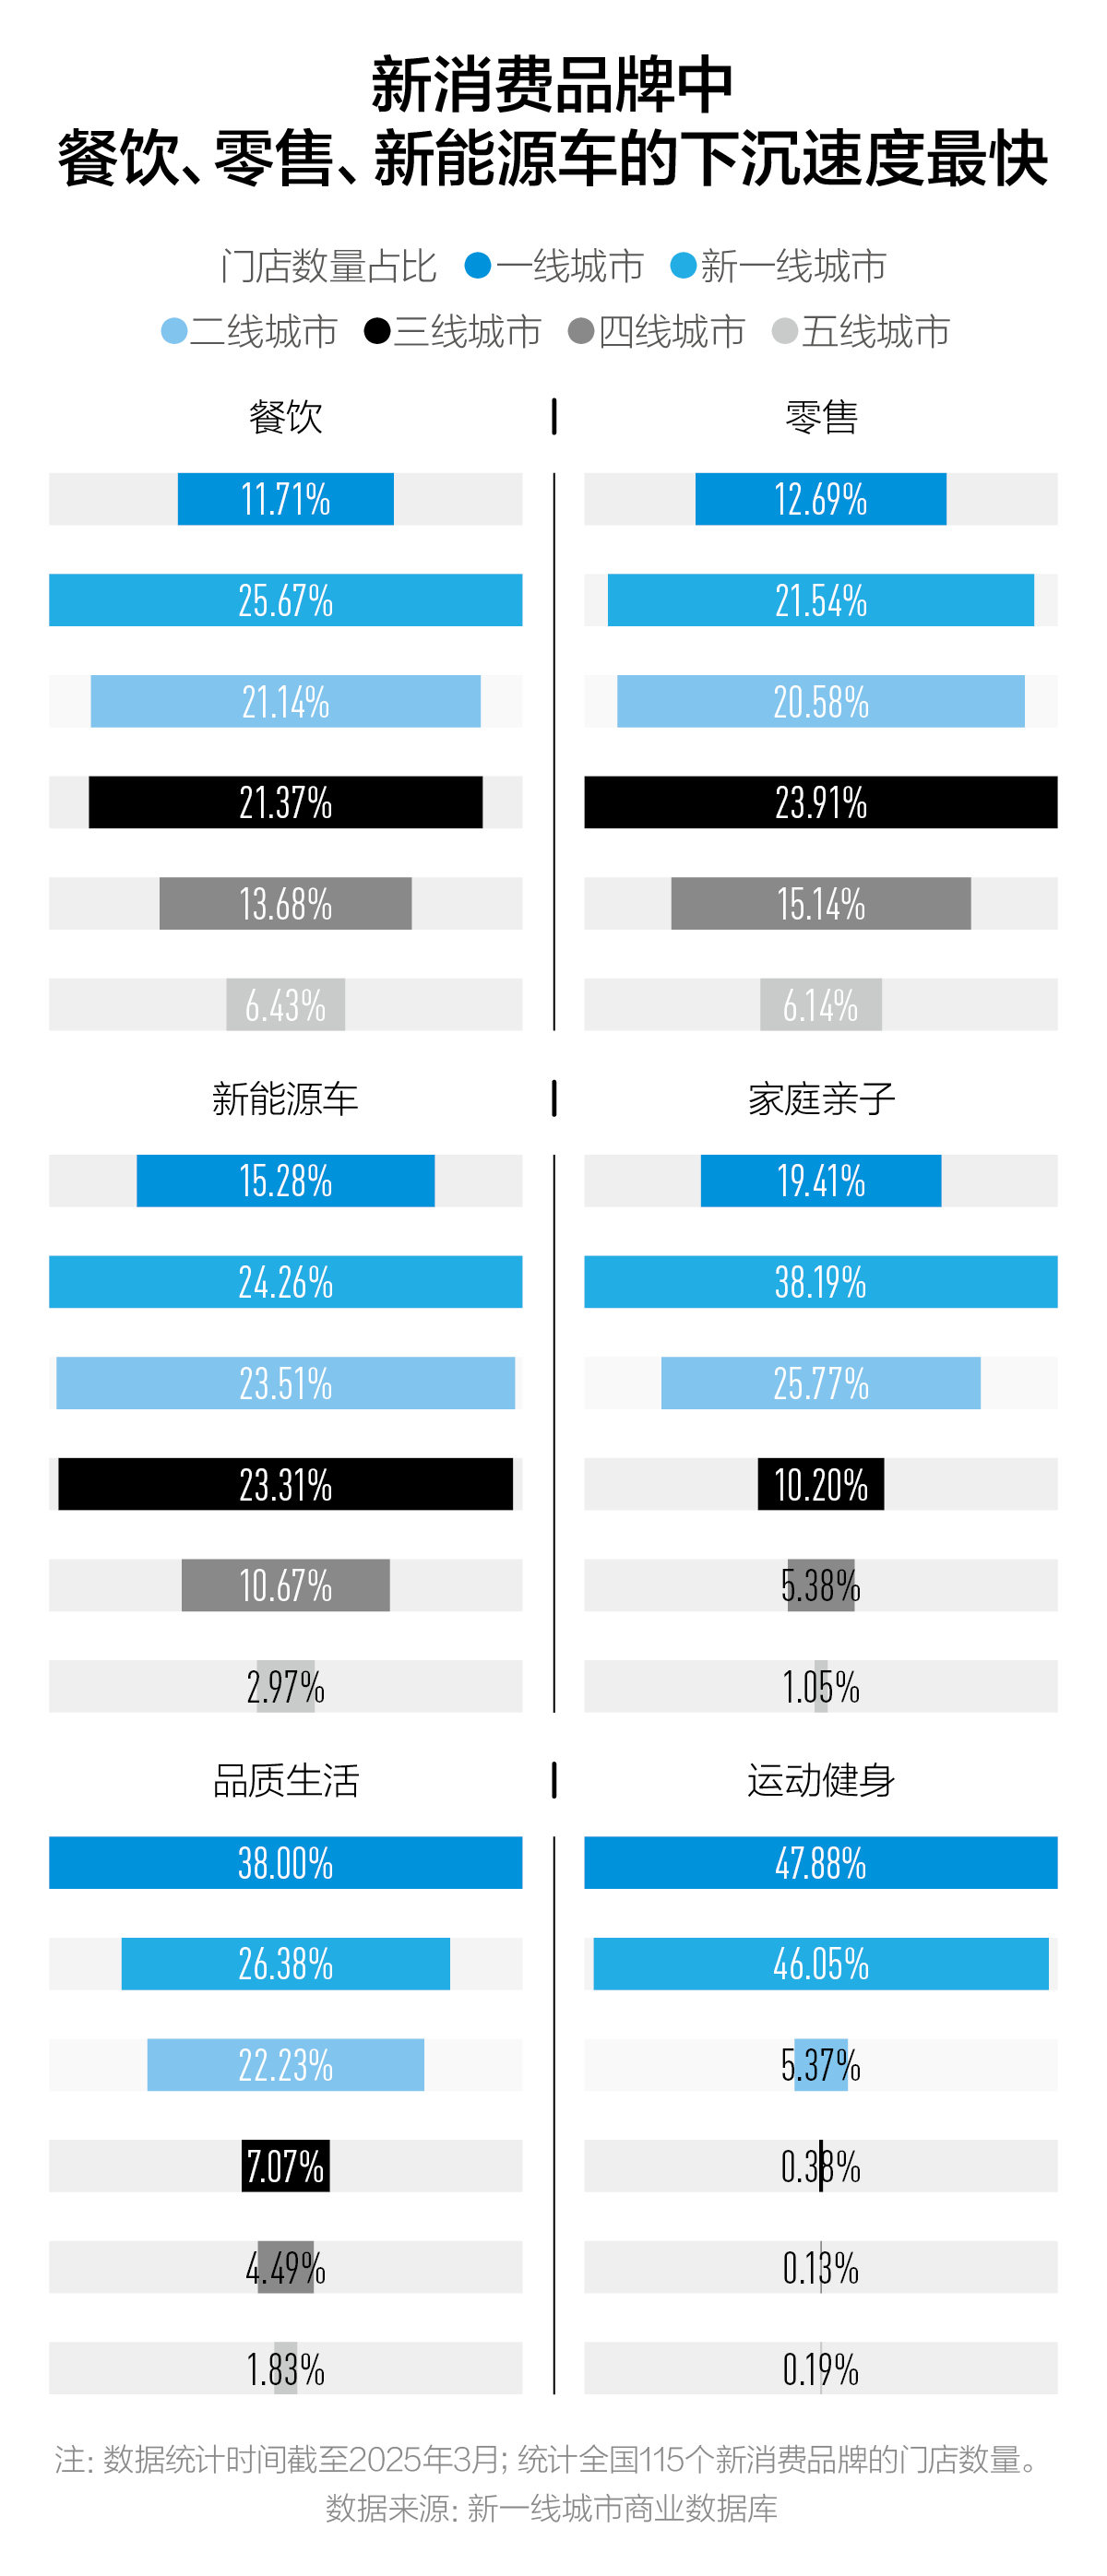 新消费品牌中
餐饮、零售、新能源车的下沉速度最快
门店数量占比 一线城市 新一线城市
二线城市 三线城市 四线城市 五线城市
餐饮 零售
11.71% 12.69%
25.67% 21.54%
21.14% 20.58%
21.37% 23.91%
13.68% 15.14%
6.43% 6.14%
新能源车 家庭亲子
15.28% 19.41%
24.26% 38.19%
23.51% 25.77%
23.31% 10.20%
10.67% 5.38%
2.97% 1.05%
品质生活 运动健身
38.00% 47.88%
26.38% 46.05%
22.23% 5.37%
7.07% 0.38%
4.49% 0.13%
1.83% 0.19%
注：数据统计时间截至2025年3月；统计全国115个新消费品牌的门店数量。
数据来源：新一线城市商业数据库